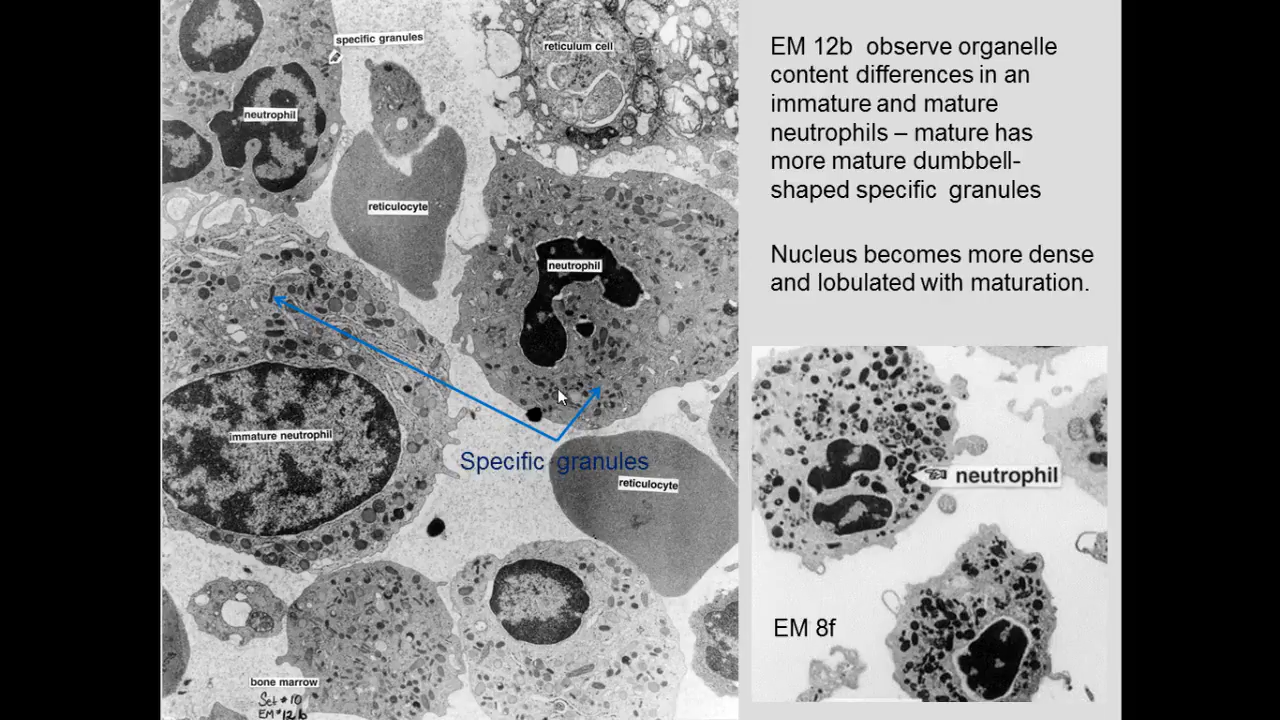 specific granules
reticulum cell
neutrophil
reticulocyte
neutrophil
immature neutrophil
Specific granules
reticulocyte
bone marrow
Set #10
EM #12b
EM 12b observe organelle
content differences in an
immature and mature
neutrophils – mature has
more mature dumbbell-
shaped specific granules
Nucleus becomes more dense
and lobulated with maturation.
neutrophil
EM 8f